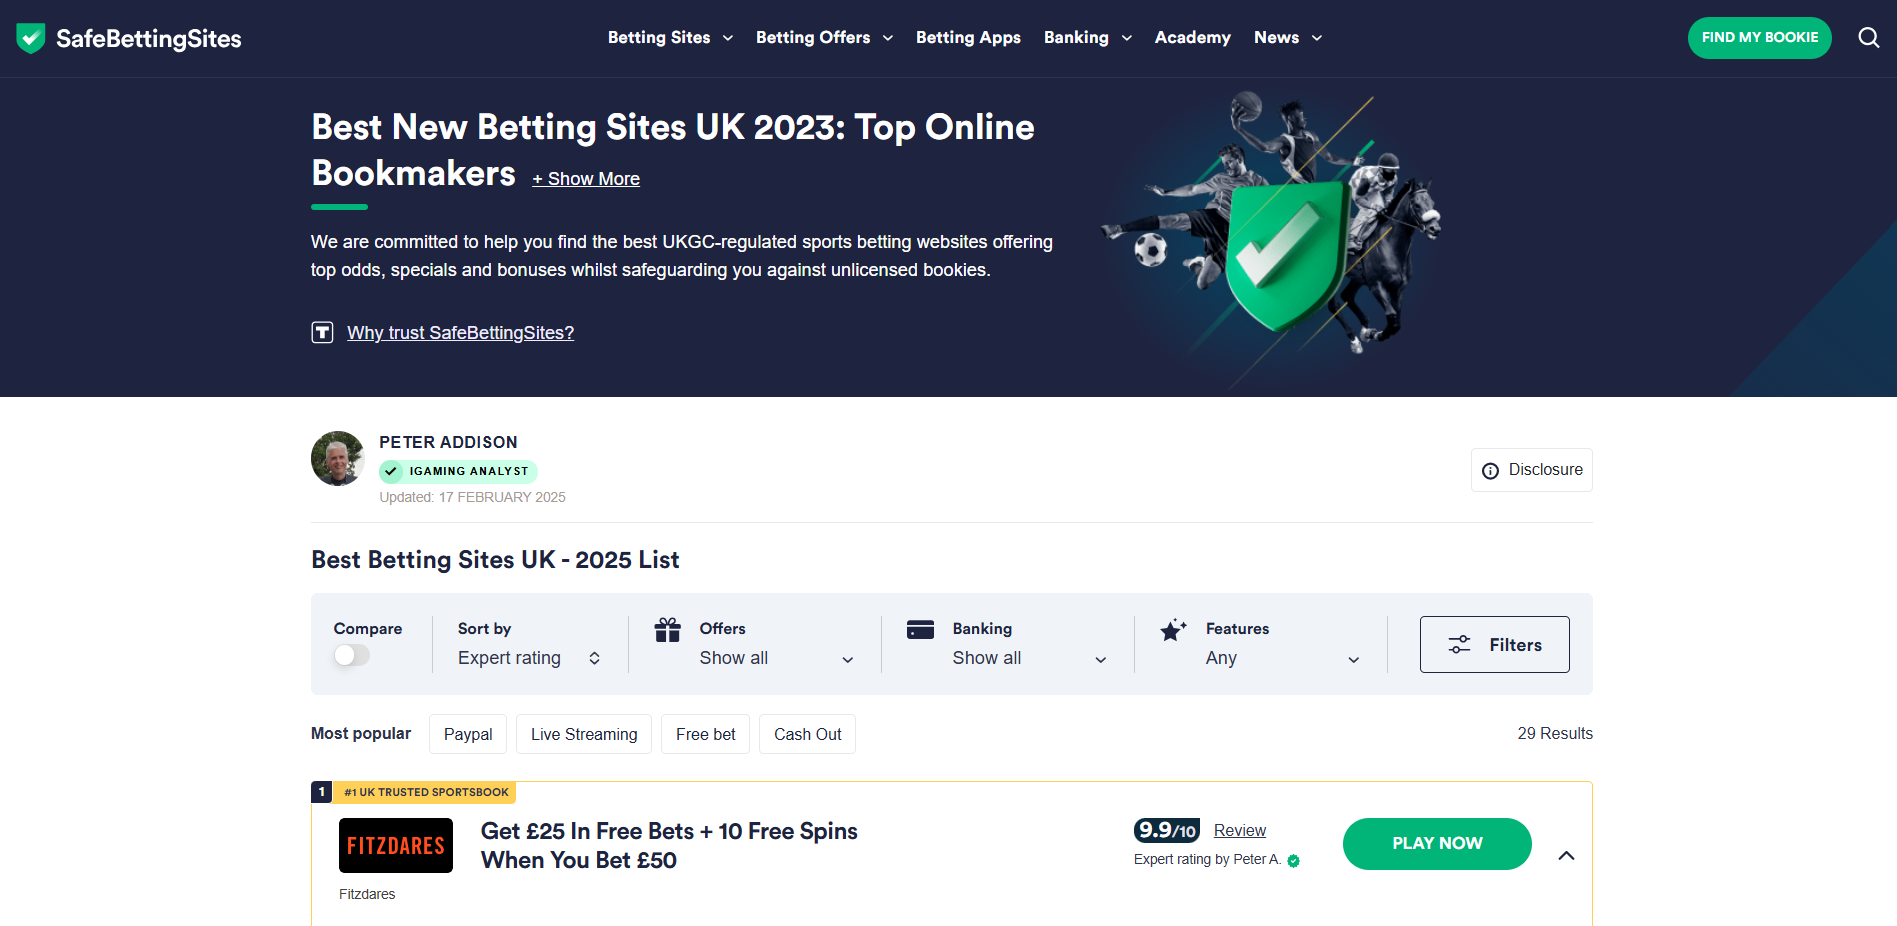 SafeBettingSites
Betting Sites
Betting Offers
Betting Apps
Banking
Academy
News
FIND MY BOOKIE
Best New Betting Sites UK 2023: Top Online
Bookmakers
+ Show More
We are committed to help you find the best UKGC-regulated sports betting websites offering
top odds, specials and bonuses whilst safeguarding you against unlicensed bookies.
T
Why trust SafeBettingSites?
PETER ADDISON
IGAMING ANALYST
Updated: 17 FEBRUARY 2025
Disclosure
Best Betting Sites UK - 2025 List
Compare
Sort by
Expert rating
Offers
Show all
Banking
Show all
Features
Any
Filters
Most popular
Paypal
Live Streaming
Free bet
Cash Out
29 Results
1
#1 UK TRUSTED SPORTSBOOK
FITZDARES
Fitzdares
Get £25 In Free Bets + 10 Free Spins
When You Bet £50
9.9/10
Review
Expert rating by Peter A.
PLAY NOW